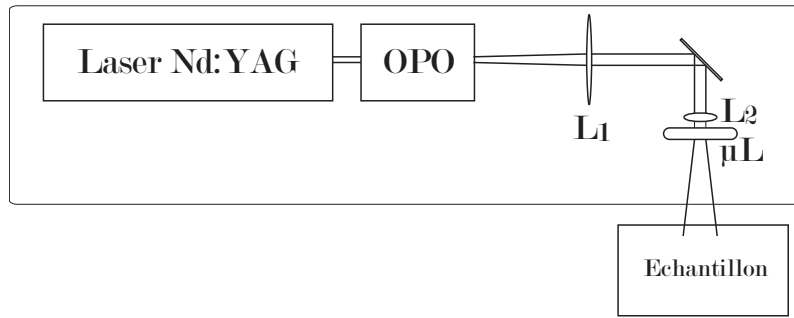 Laser Nd:YAG
OPO
L1
L2
µL
Echantillon